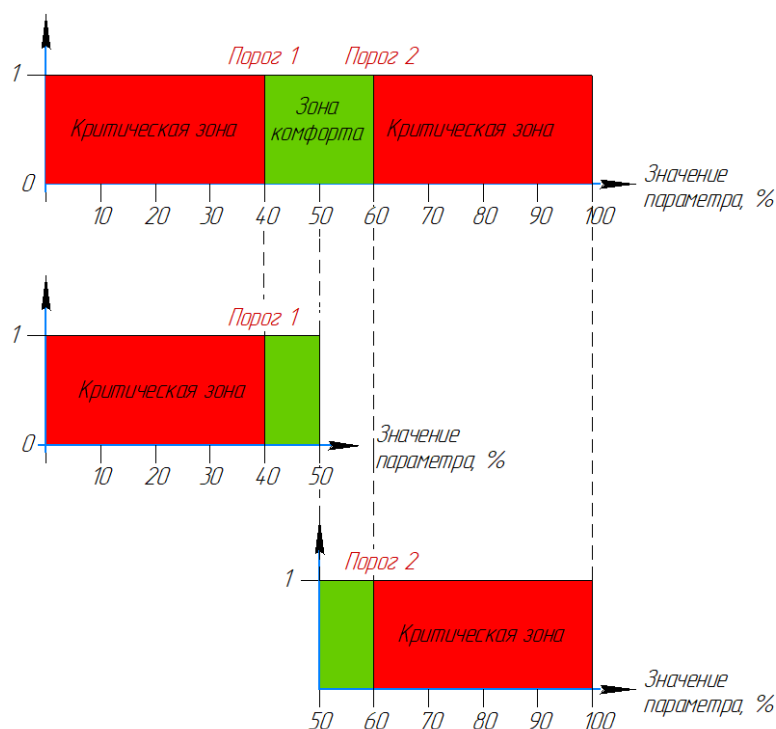 Порог 1 Порог 2
1
Критическая зона
Зона
комфорта
Критическая зона
0
Значение
параметра, %
10 20 30 40 50 60 70 80 90 100
Порог 1
1
Критическая зона
0
Значение
параметра, %
10 20 30 40 50
Порог 2
1
Критическая зона
Значение
параметра, %
50 60 70 80 90 100